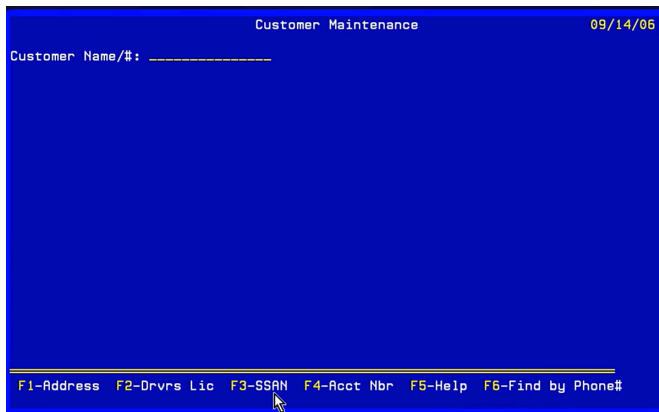 Customer Maintenance 09/14/06
Customer Name/#: _______________
F1-Address F2-Drvrs Lic F3-SSAN F4-Acct Nbr F5-Help F6-Find by Phone#